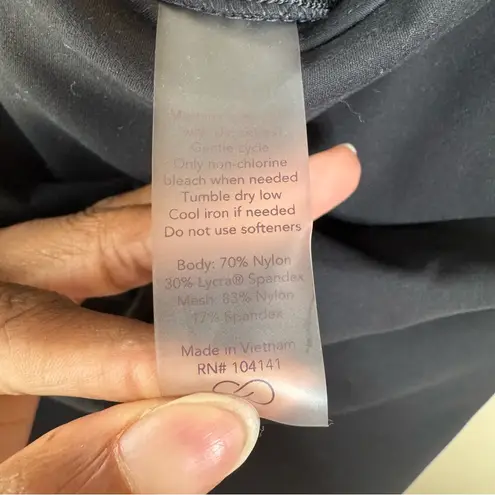 Gentle cycle
Only non-chlorine
bleach when needed
Tumble dry low
Cool iron if needed
Do not use softeners
Body: 70% Nylon
30% Lycra® Spandex
Mesh: 83% Nylon
17% Spandex
Made in Vietnam
RN# 104141